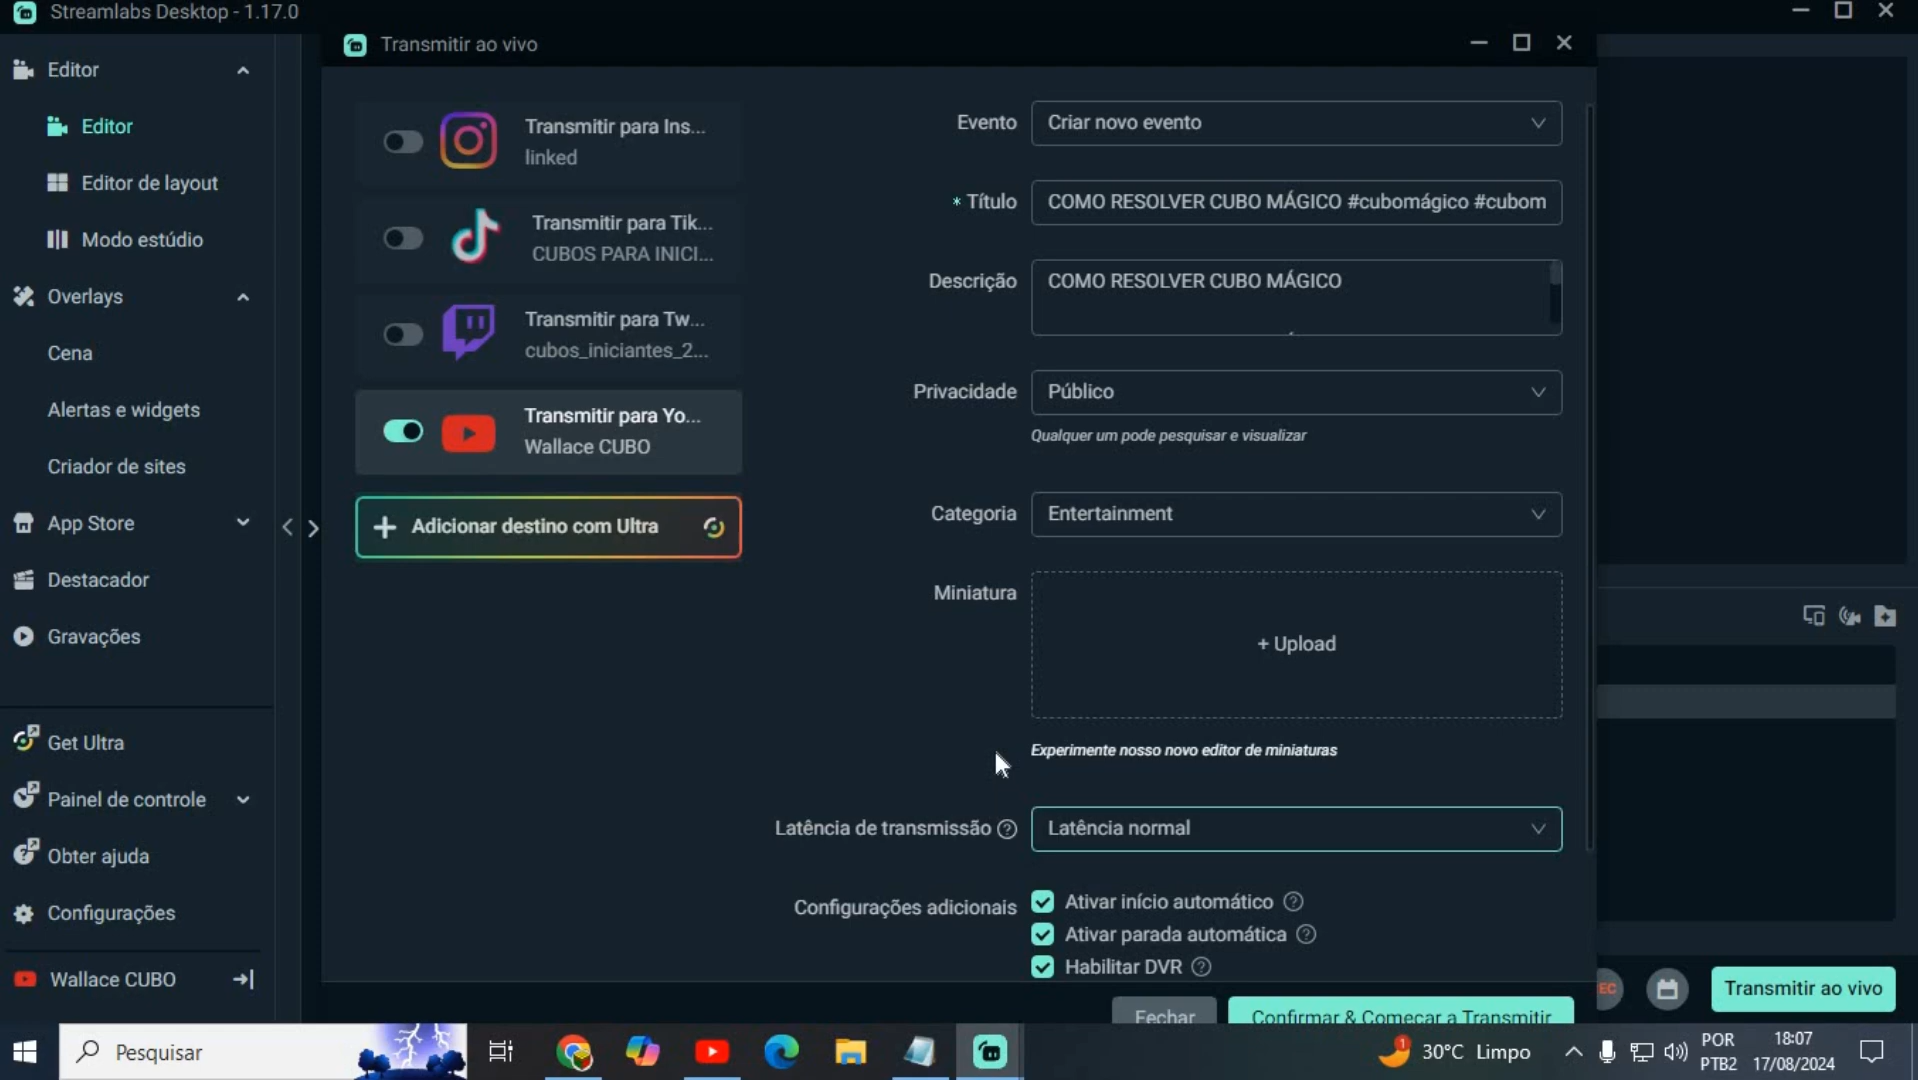 Streamlabs Desktop - 1.17.0
Editor
Editor
Editor de layout
Modo estúdio
Overlays
Cena
Alertas e widgets
Criador de sites
App Store
Destacador
Gravações
Get Ultra
Painel de controle
Obter ajuda
Configurações
Wallace CUBO
Transmitir ao vivo
Transmitir para Ins...
linked
Transmitir para Tik...
CUBOS PARA INICI...
Transmitir para Tw...
cubos_iniciantes_2...
Transmitir para Yo...
Wallace CUBO
Adicionar destino com Ultra
Evento
Criar novo evento
* Título
COMO RESOLVER CUBO MÁGICO #cubomágico #cubom
Descrição
COMO RESOLVER CUBO MÁGICO
Privacidade
Público
Qualquer um pode pesquisar e visualizar
Categoria
Entertainment
Miniatura
+ Upload
Experimente nosso novo editor de miniaturas
Latência de transmissão
Latência normal
Configurações adicionais
Ativar início automático
Ativar parada automática
Habilitar DVR
Fechar
Confirmar & Começar a Transmitir
EC
Transmitir ao vivo
Pesquisar
1
30°C Limpo
POR
PTB2
18:07
17/08/2024